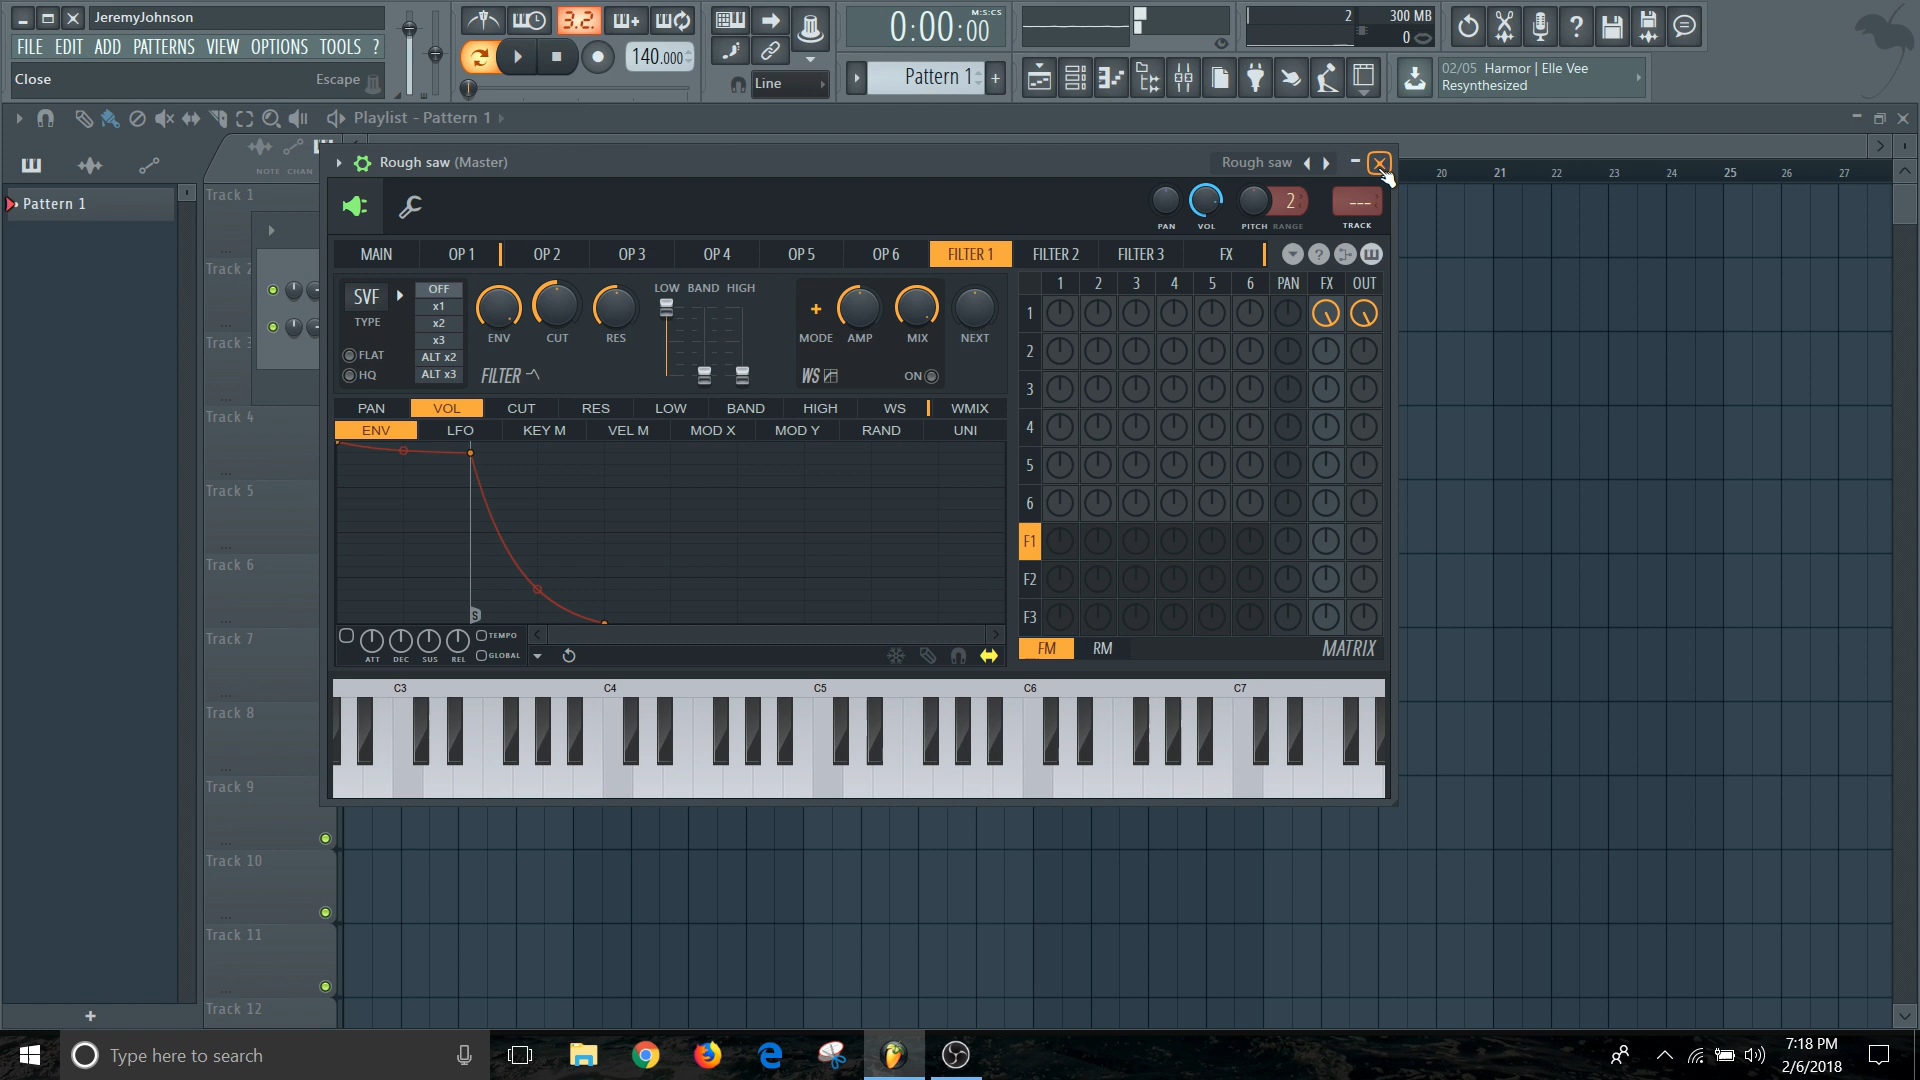 JeremyJohnson
FILE EDIT ADD PATTERNS VIEW OPTIONS TOOLS ?
Close Escape
3.2.
140.000
Line
0:00:00 M:S:CS
Pattern 1
2 300 MB
0
02/05 Harmor | Elle Vee
Resynthesized
Playlist - Pattern 1
NOTE CHAN
Pattern 1
Track 1
Track 2
Track 3
Track 4
Track 5
Track 6
Track 7
Track 8
Track 9
Track 10
Track 11
Track 12
20 21 22 23 24 25 26 27
Rough saw (Master)
Rough saw
2
---
PAN VOL PITCH RANGE TRACK
MAIN OP 1 OP 2 OP 3 OP 4 OP 5 OP 6 FILTER 1 FILTER 2 FILTER 3 FX
SVF
TYPE
FLAT
HQ
OFF
x1
x2
x3
ALT x2
ALT x3
ENV CUT RES
FILTER
LOW BAND HIGH
MODE AMP MIX NEXT
WS ON
PAN VOL CUT RES LOW BAND HIGH WS WMIX
ENV LFO KEY M VEL M MOD X MOD Y RAND UNI
S
ATT DEC SUS REL
TEMPO
GLOBAL
1 2 3 4 5 6 PAN FX OUT
1
2
3
4
5
6
F1
F2
F3
FM RM MATRIX
C3 C4 C5 C6 C7
Type here to search
7:18 PM
2/6/2018